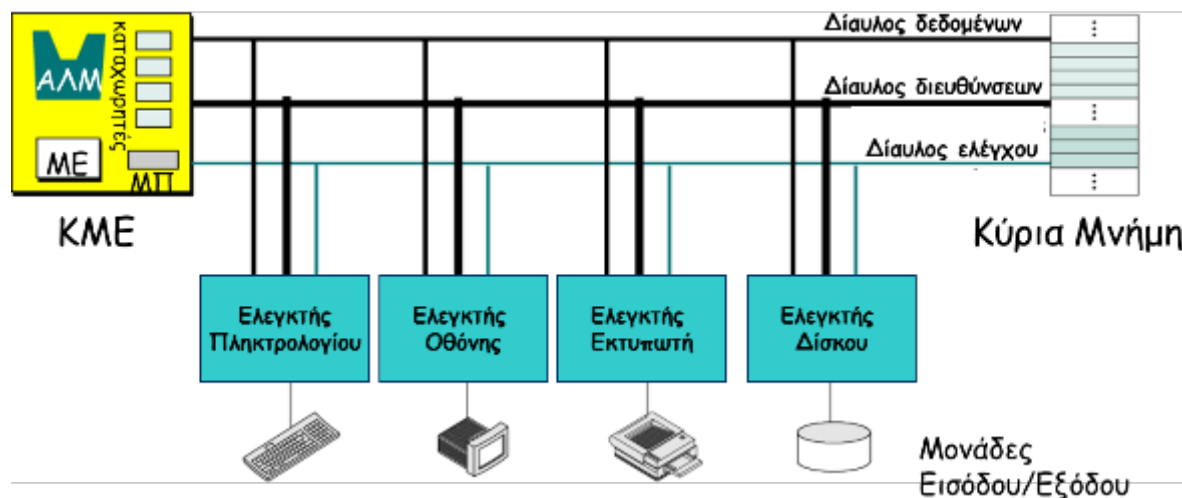 Δίαυλος δεδομένων
καταχωρητές
ΑΛΜ
Δίαυλος διευθύνσεων
ΜΕ
ΜΠ
Δίαυλος ελέγχου
ΚΜΕ
Κύρια Μνήμη
Ελεγκτής
Πληκτρολογίου
Ελεγκτής
Οθόνης
Ελεγκτής
Εκτυπωτή
Ελεγκτής
Δίσκου
Μονάδες
Εισόδου/Εξόδου